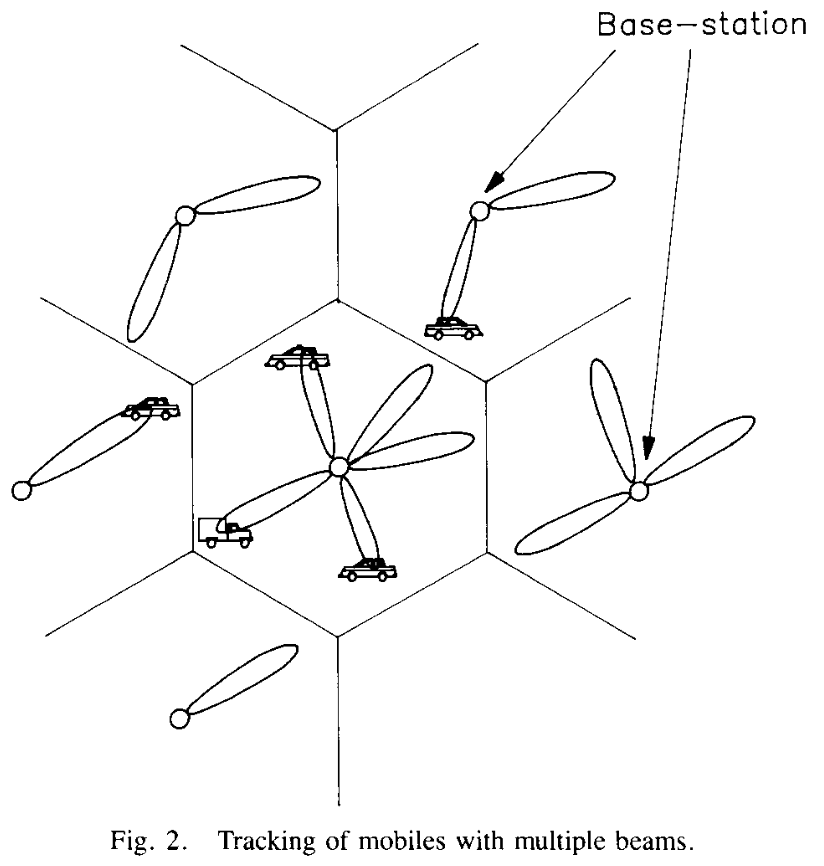 Base-station
Fig. 2. Tracking of mobiles with multiple beams.